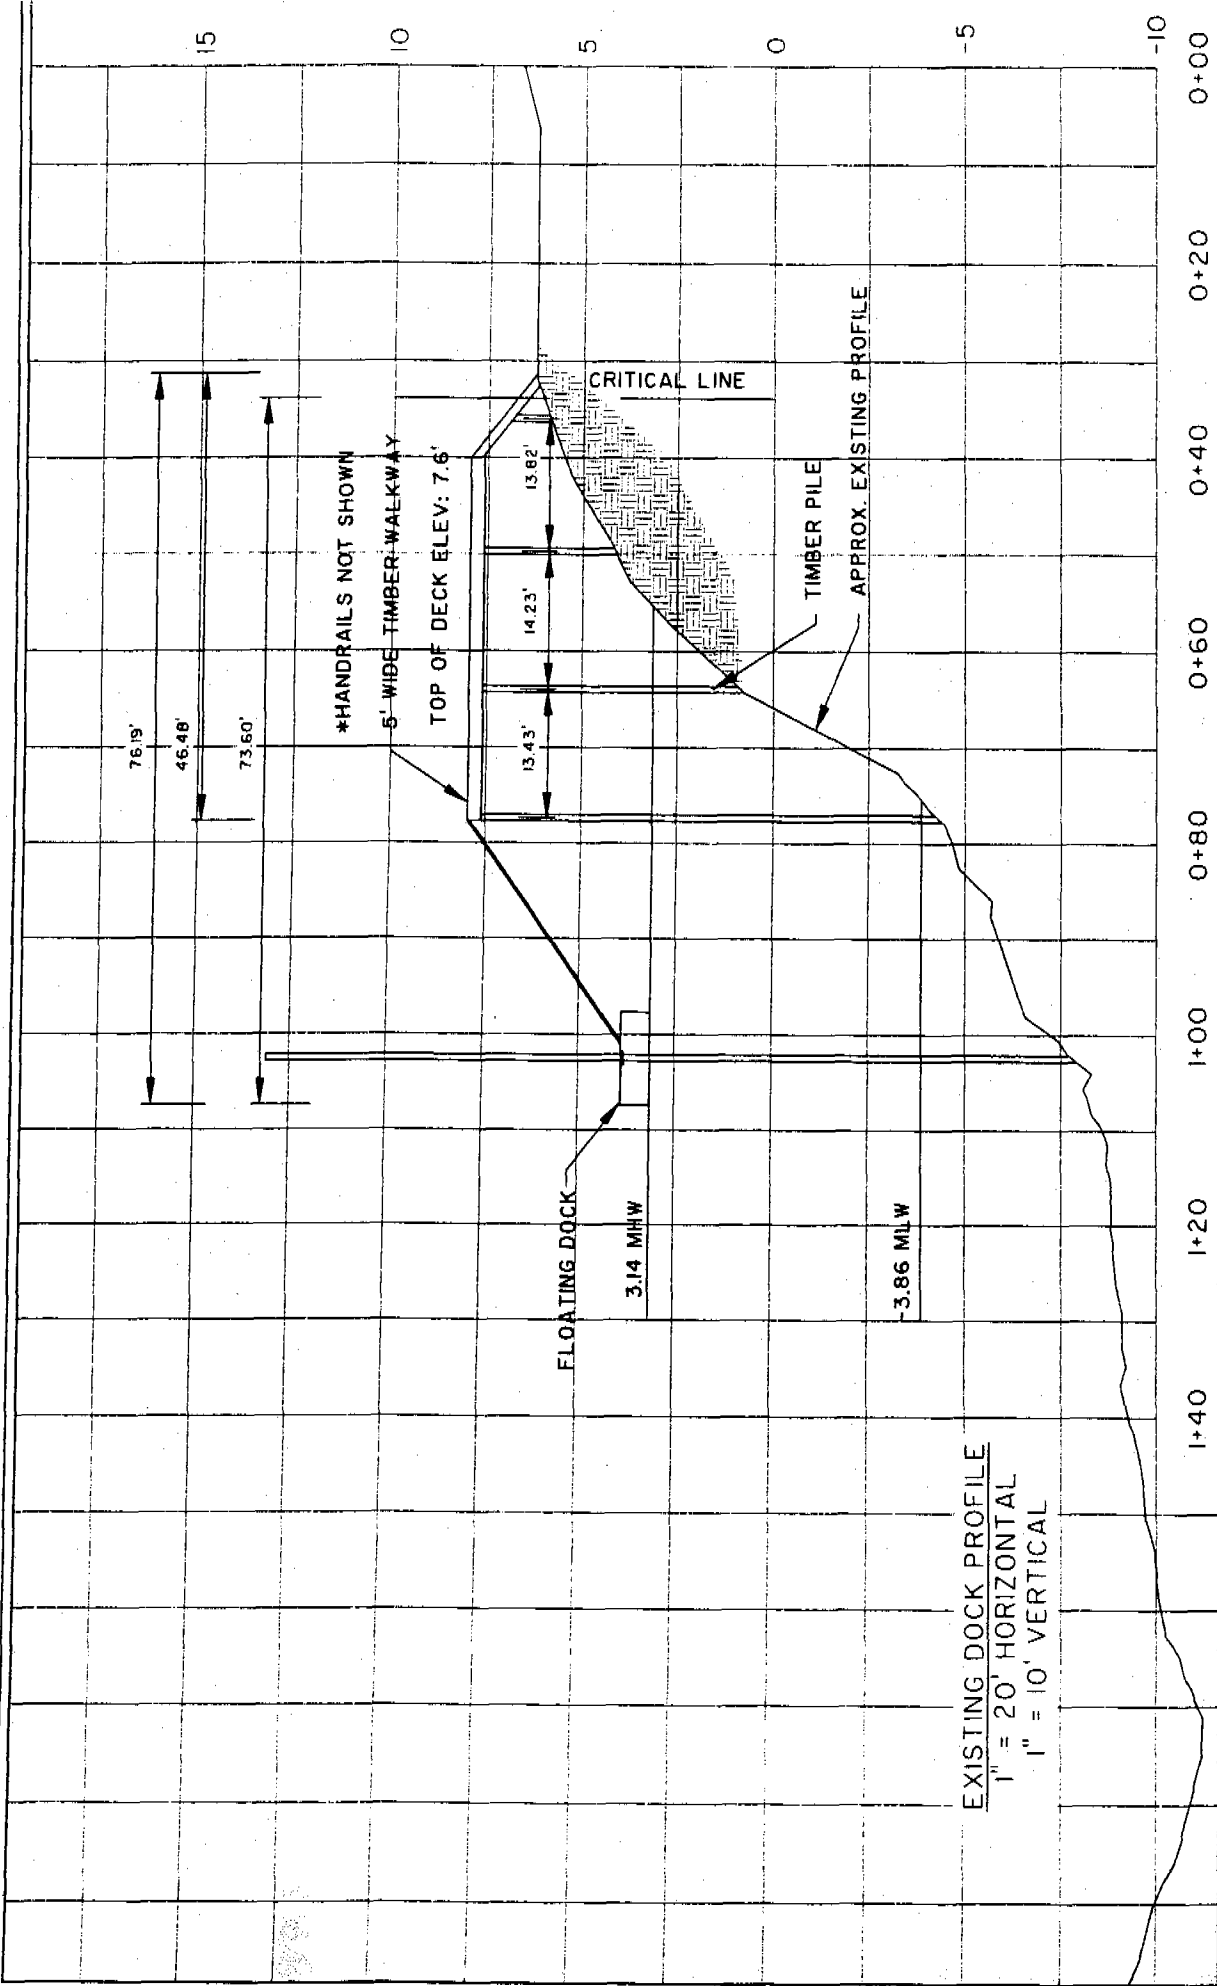 76.19'
46.48'
73.60'
*HANDRAILS NOT SHOWN
5' WIDE TIMBER WALKWAY
TOP OF DECK ELEV: 7.6'
13.43'
14.23'
13.82'
CRITICAL LINE
TIMBER PILE
APPROX. EXISTING PROFILE
FLOATING DOCK
3.14 MHW
-3.86 MLW
15
10
5
0
-5
-10
1+40
1+20
1+00
0+80
0+60
0+40
0+20
0+00
EXISTING DOCK PROFILE
1" = 20' HORIZONTAL
1" = 10' VERTICAL